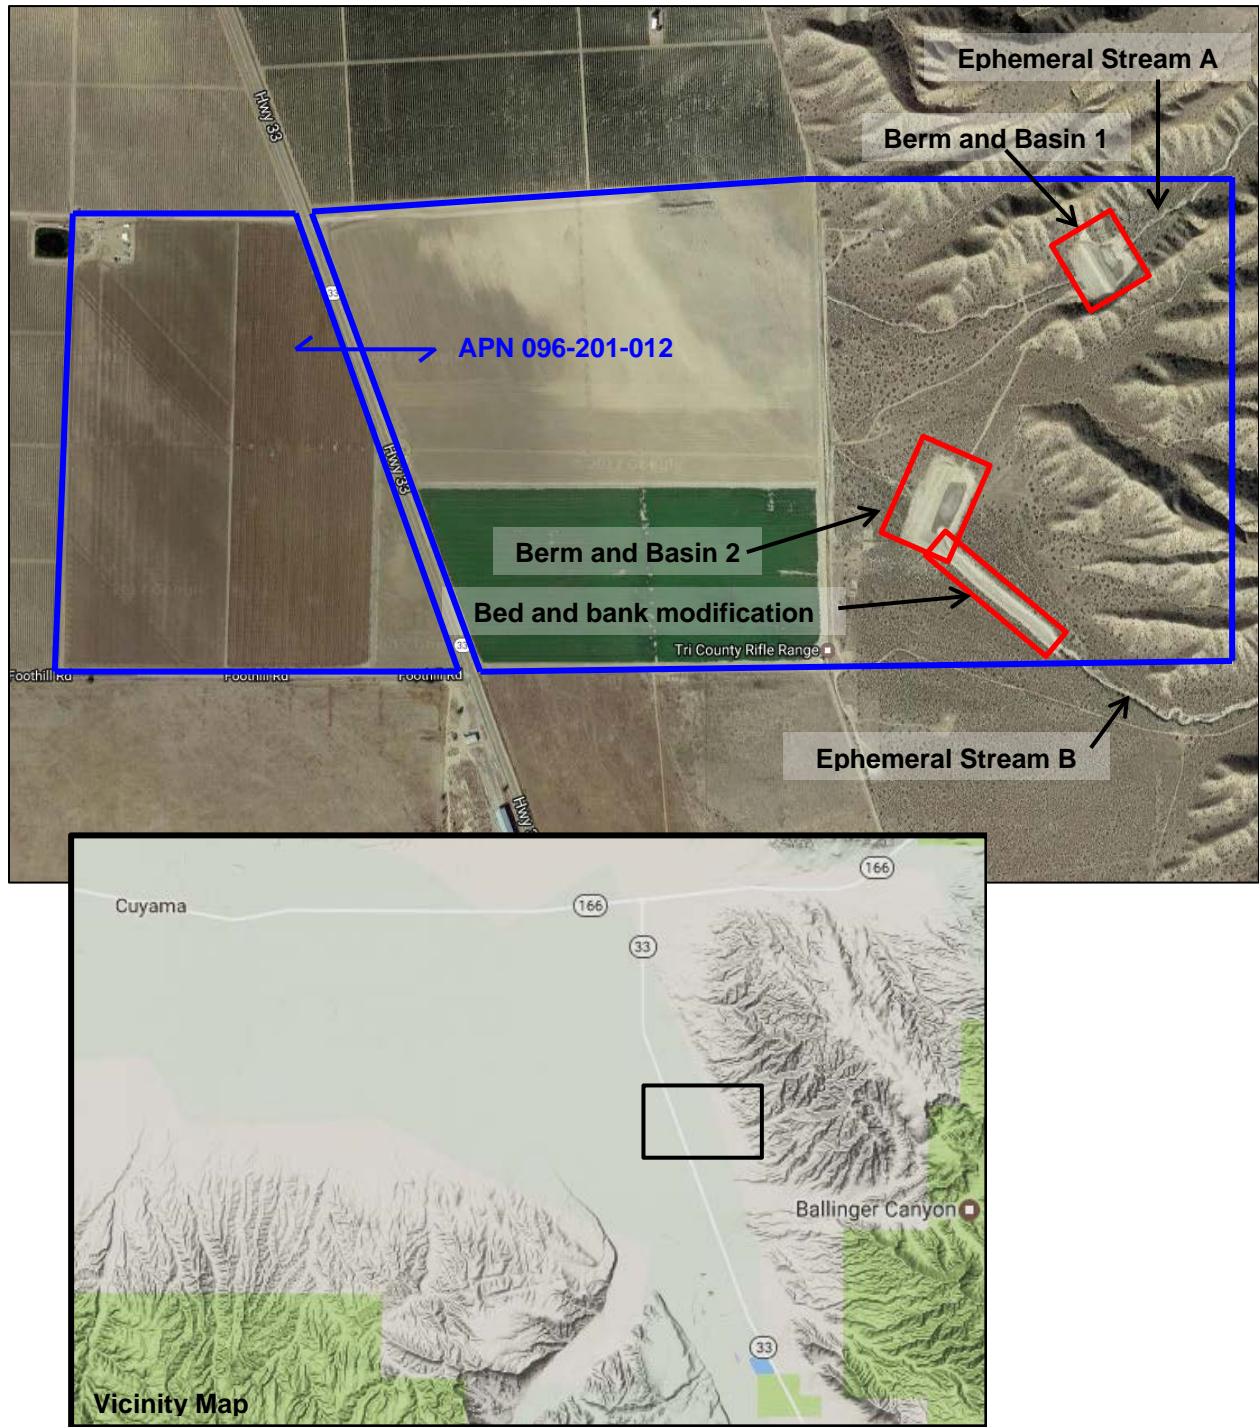 Ephemeral Stream A
Hwy 33
Berm and Basin 1
33
APN 096-201-012
Hwy 33
Berm and Basin 2
Bed and bank modification
33
Tri County Rifle Range
Foothill Rd
Foothill Rd
Foothill Rd
Ephemeral Stream B
Hwy
166
Cuyama
166
33
Ballinger Canyon
33
Vicinity Map